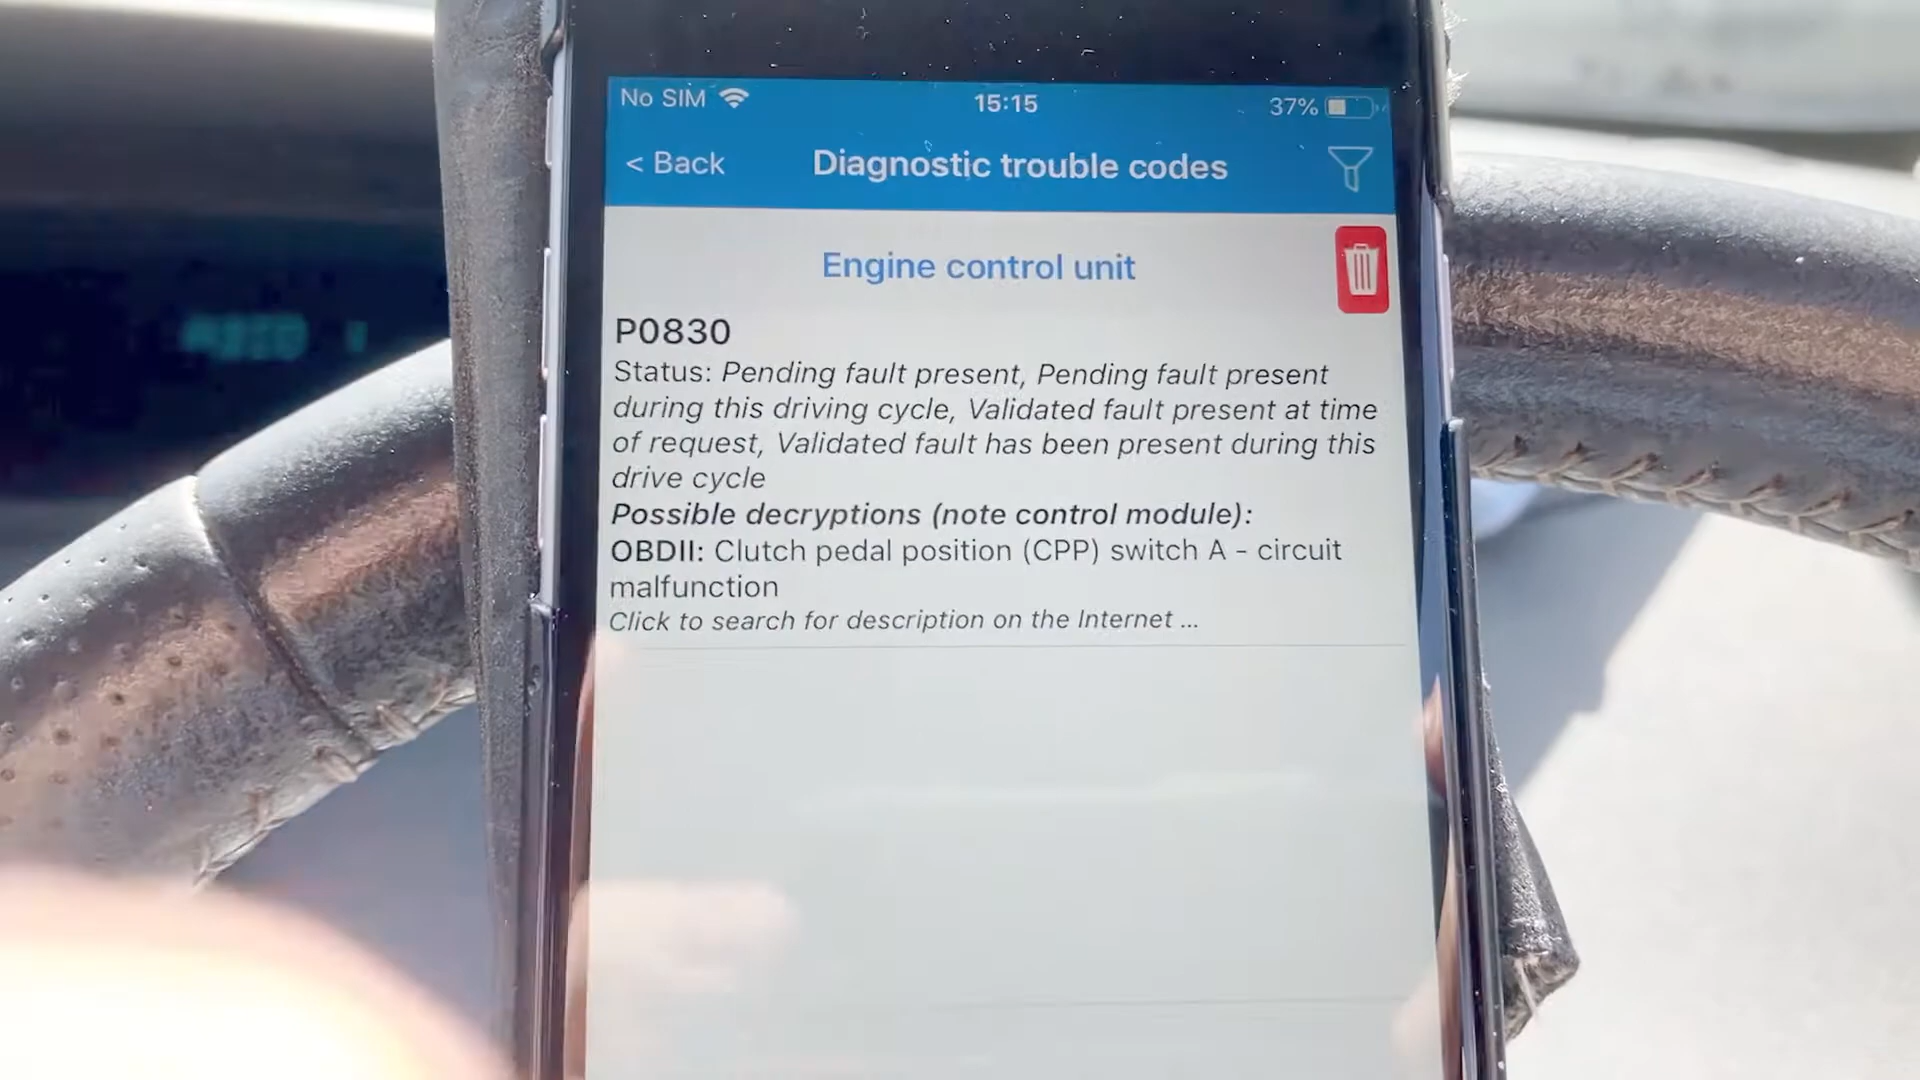 No SIM 15:15 37%
< Back Diagnostic trouble codes
Engine control unit
P0830
Status: Pending fault present, Pending fault present
during this driving cycle, Validated fault present at time
of request, Validated fault has been present during this
drive cycle
Possible decryptions (note control module):
OBDII: Clutch pedal position (CPP) switch A - circuit
malfunction
Click to search for description on the Internet ...